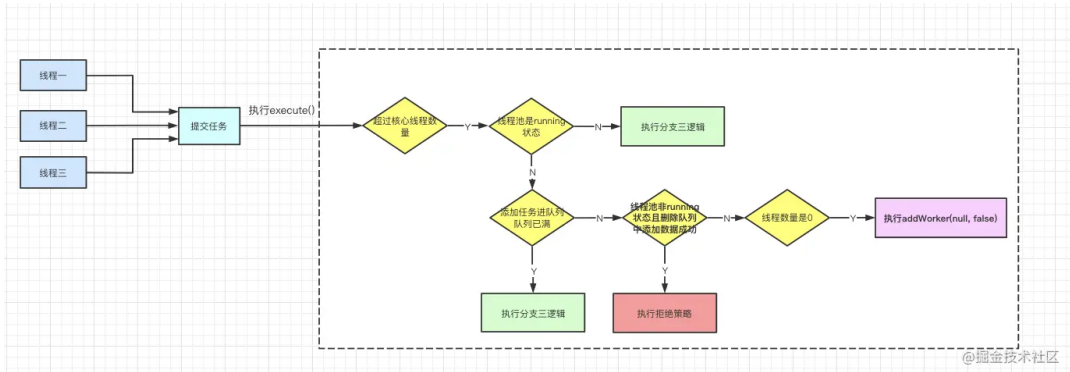 线程一
线程二
线程三
提交任务
执行execute()
超过核心线程数
量
Y
线程池是running
状态
N
执行分支三逻辑
N
添加任务进队列
队列已满
N
线程池非running
状态且删除队列
中添加数据成功
N
线程数量是0
Y
执行addWorker(null, false)
Y
执行分支三逻辑
Y
执行拒绝策略
@掘金技术社区